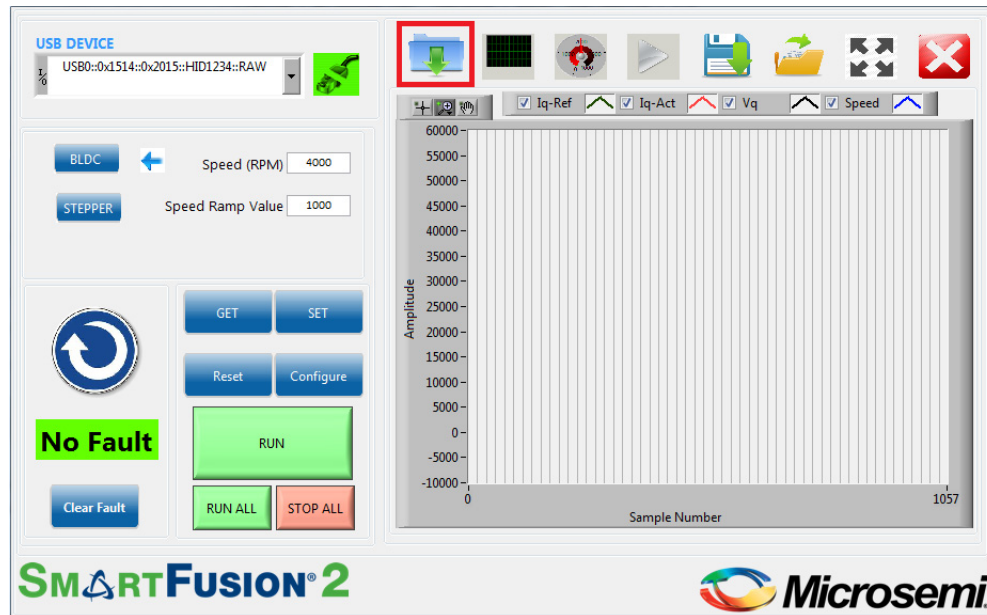 USB DEVICE
I/O
USB0::0x1514::0x2015::HID1234::RAW
BLDC
Speed (RPM) 4000
STEPPER
Speed Ramp Value 1000
GET SET
Reset Configure
No Fault
RUN
Clear Fault
RUN ALL STOP ALL
Iq-Ref Iq-Act Vq Speed
60000
55000
50000
45000
40000
35000
30000
25000
20000
15000
10000
5000
0
-5000
-10000
Amplitude
0 1057
Sample Number
SMARTFUSION®2
Microsemi